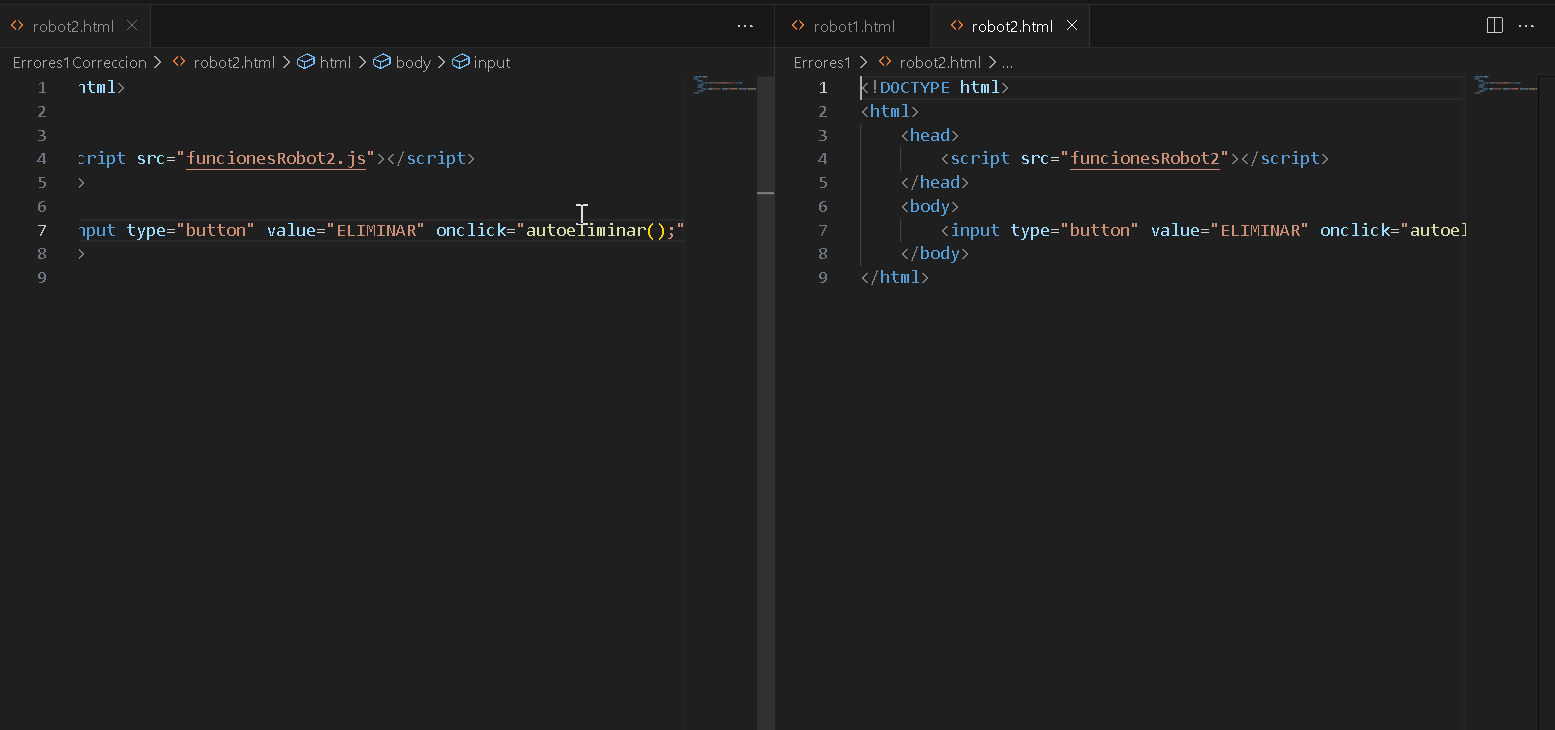 robot2.html
Errores1Correccion > robot2.html > html > body > input
1 html>
2
3
4 cript src="funcionesRobot2.js"></script>
5 >
6
7 nput type="button" value="ELIMINAR" onclick="autoeliminar();"
8 >
9
robot1.html robot2.html
Errores1 > robot2.html > ...
1 <!DOCTYPE html>
2 <html>
3 <head>
4 <script src="funcionesRobot2"></script>
5 </head>
6 <body>
7 <input type="button" value="ELIMINAR" onclick="autoel
8 </body>
9 </html>